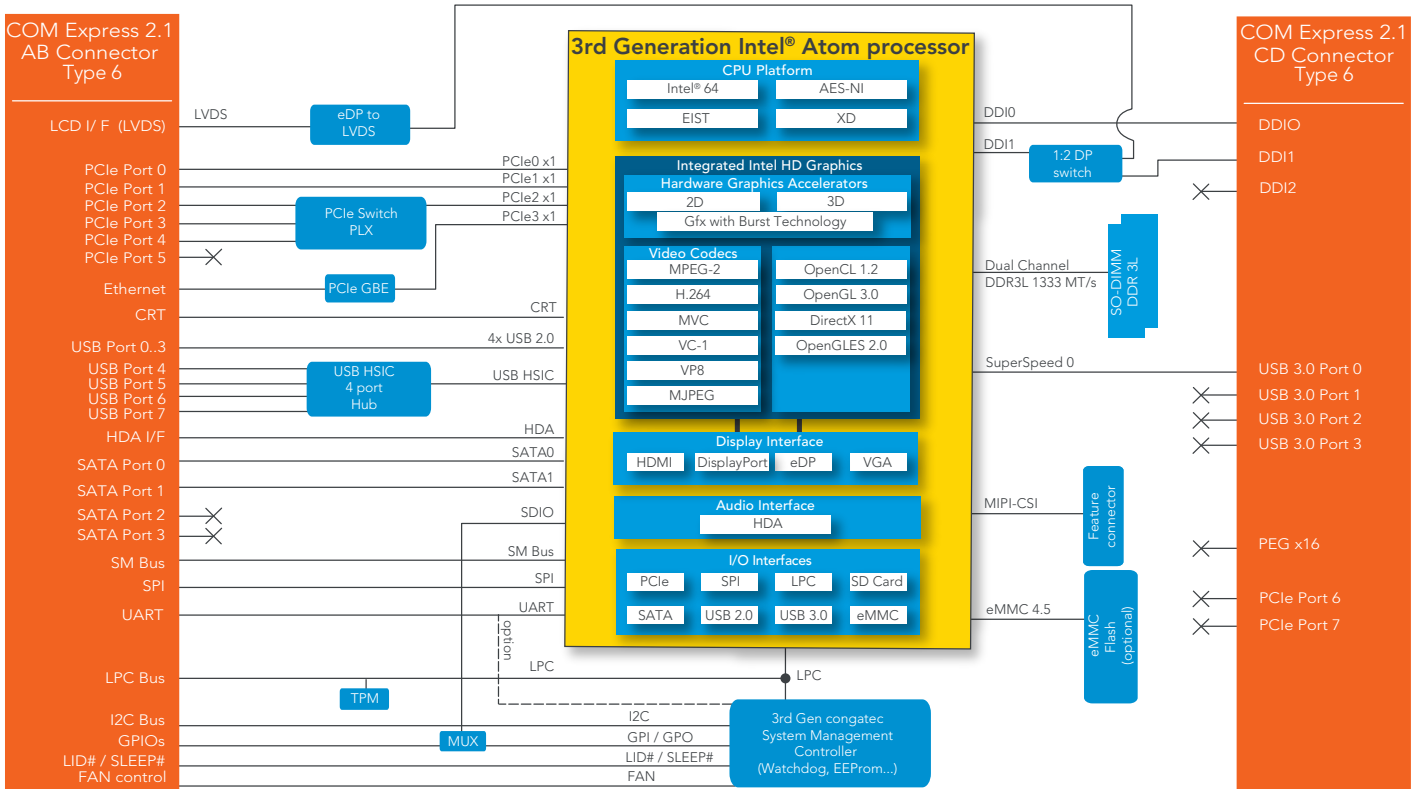 COM Express 2.1
AB Connector
Type 6
LCD I/ F (LVDS)
PCIe Port 0
PCIe Port 1
PCIe Port 2
PCIe Port 3
PCIe Port 4
PCIe Port 5
Ethernet
CRT
USB Port 0..3
USB Port 4
USB Port 5
USB Port 6
USB Port 7
HDA I/F
SATA Port 0
SATA Port 1
SATA Port 2
SATA Port 3
SM Bus
SPI
UART
LPC Bus
I2C Bus
GPIOs
LID# / SLEEP#
FAN control
LVDS
eDP to
LVDS
PCIe Switch
PLX
PCIe GBE
USB HSIC
4 port
Hub
TPM
MUX
PCIe0 x1
PCIe1 x1
PCIe2 x1
PCIe3 x1
CRT
4x USB 2.0
USB HSIC
HDA
SATA0
SATA1
SDIO
SM Bus
SPI
UART
option
LPC
I2C
GPI / GPO
LID# / SLEEP#
FAN
3rd Generation Intel® Atom processor
CPU Platform
Intel® 64
AES-NI
EIST
XD
Integrated Intel HD Graphics
Hardware Graphics Accelerators
2D
3D
Gfx with Burst Technology
Video Codecs
MPEG-2
H.264
MVC
VC-1
VP8
MJPEG
OpenCL 1.2
OpenGL 3.0
DirectX 11
OpenGLES 2.0
Display Interface
HDMI
DisplayPort
eDP
VGA
Audio Interface
HDA
I/O Interfaces
PCIe
SPI
LPC
SD Card
SATA
USB 2.0
USB 3.0
eMMC
LPC
3rd Gen congatec
System Management
Controller
(Watchdog, EEProm...)
DDI0
DDI1
1:2 DP
switch
Dual Channel
DDR3L 1333 MT/s
SO-DIMM
DDR 3L
SuperSpeed 0
MIPI-CSI
Feature
connector
eMMC 4.5
eMMC
Flash
(optional)
COM Express 2.1
CD Connector
Type 6
DDIO
DDI1
DDI2
USB 3.0 Port 0
USB 3.0 Port 1
USB 3.0 Port 2
USB 3.0 Port 3
PEG x16
PCIe Port 6
PCIe Port 7